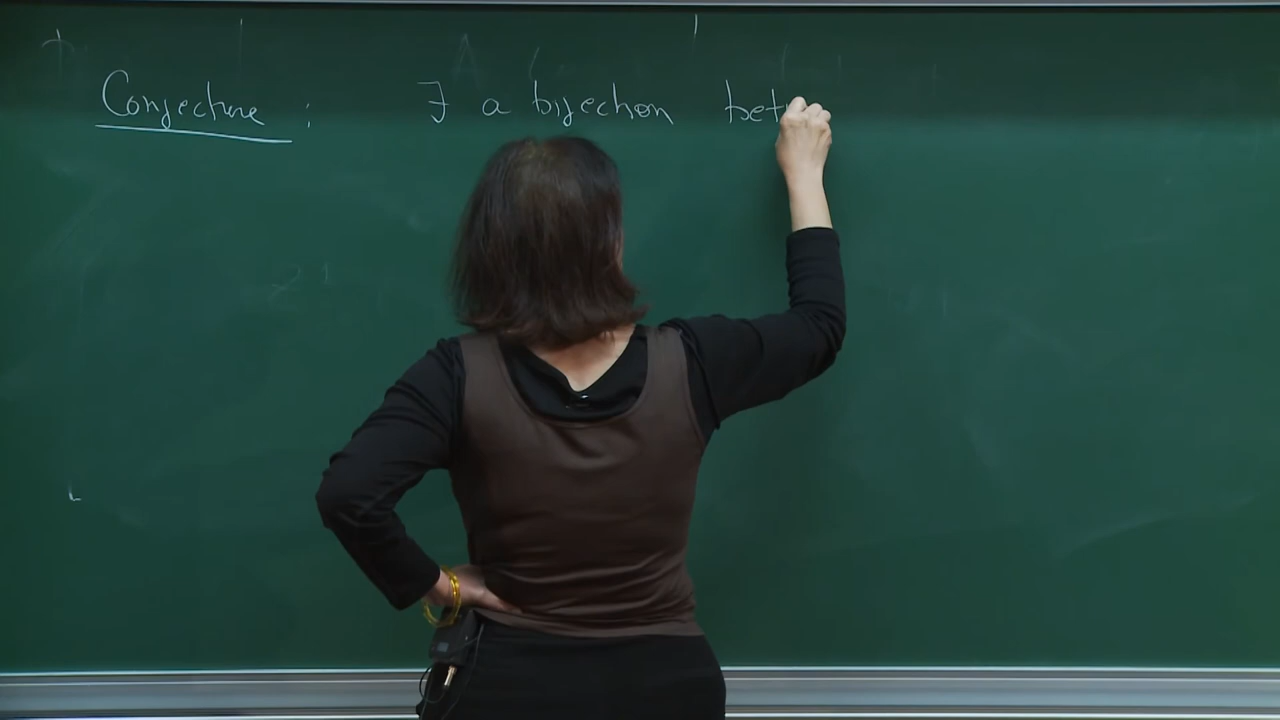 Conjecture : ∃ a bijection bet